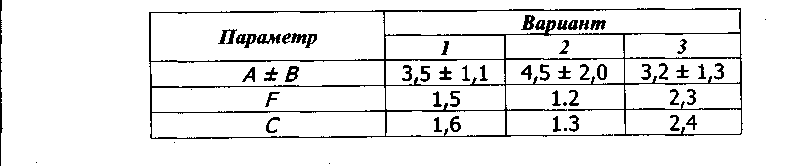 Параметр Вариант
1 2 3
A ± B 3,5 ± 1,1 4,5 ± 2,0 3,2 ± 1,3
F 1,5 1.2 2,3
C 1,6 1.3 2,4